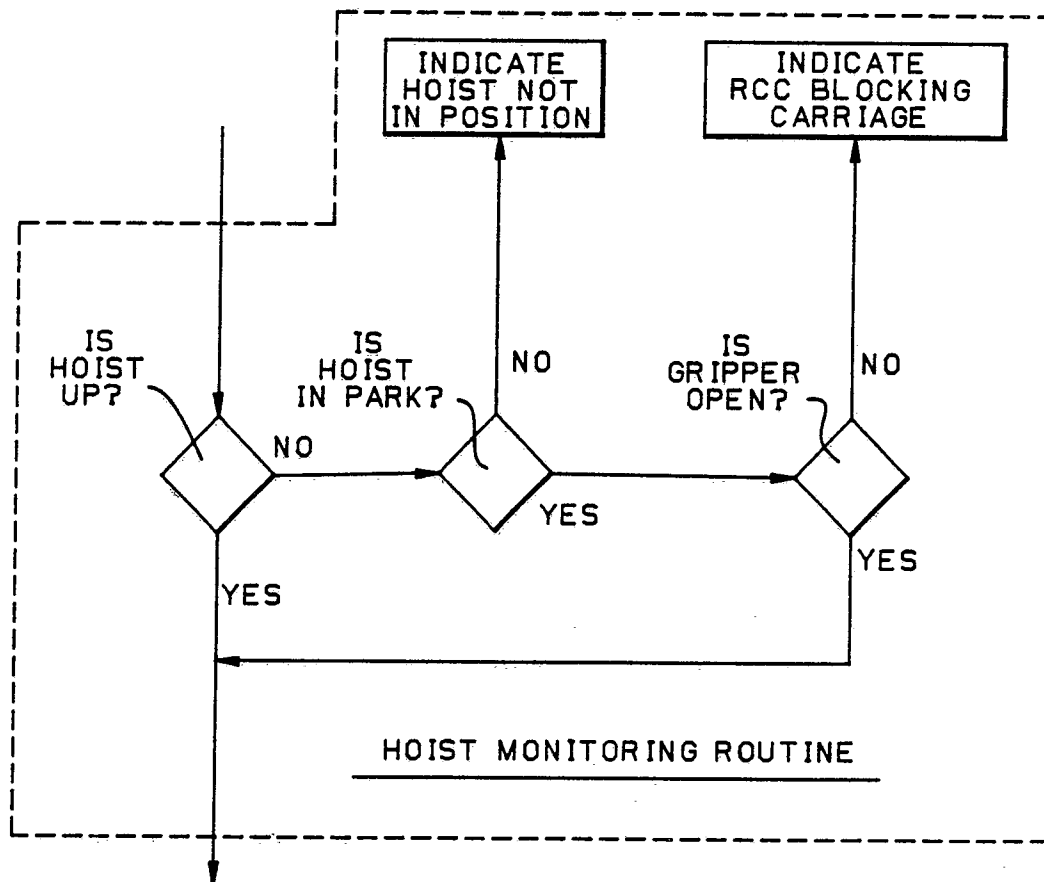 INDICATE
HOIST NOT
IN POSITION
INDICATE
RCC BLOCKING
CARRIAGE
IS
HOIST
UP?
NO
IS
HOIST
IN PARK?
NO
YES
IS
GRIPPER
OPEN?
NO
YES
YES
HOIST MONITORING ROUTINE